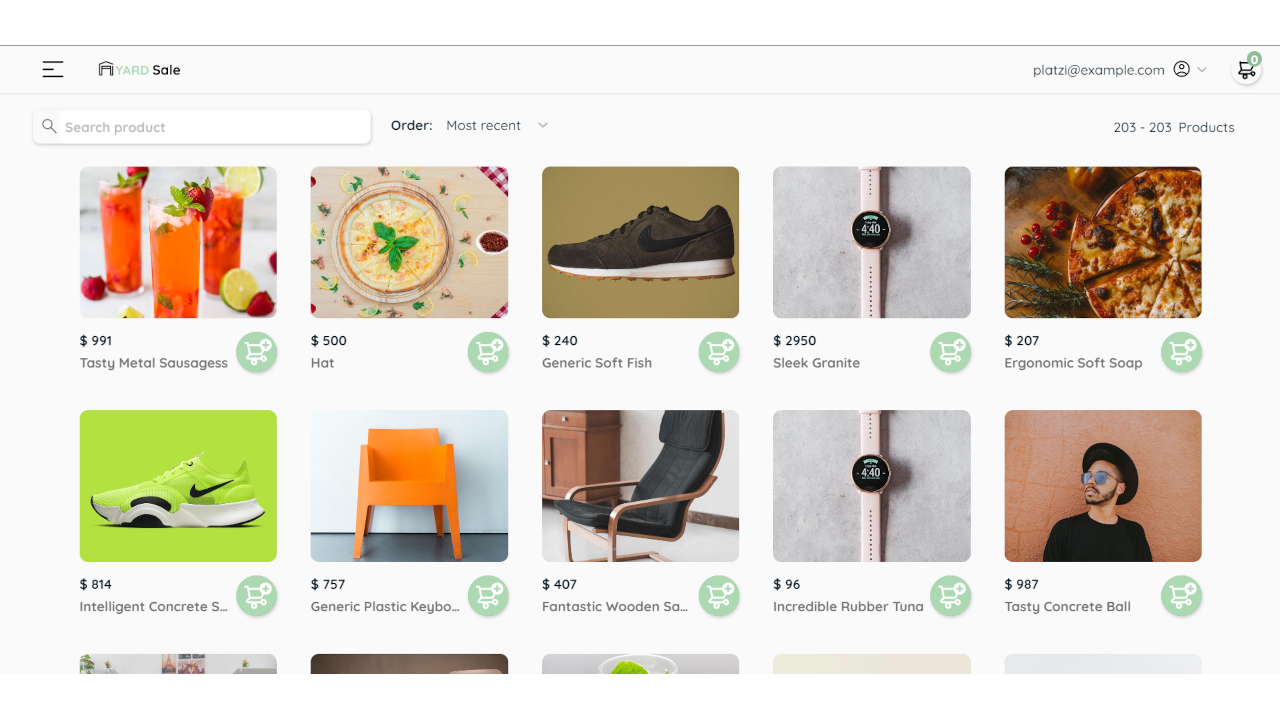 YARD Sale
platzi@example.com
0
Search product
Order: Most recent
203 - 203 Products
$ 991
Tasty Metal Sausagess
$ 500
Hat
$ 240
Generic Soft Fish
4:40
$ 2950
Sleek Granite
$ 207
Ergonomic Soft Soap
$ 814
Intelligent Concrete S...
$ 757
Generic Plastic Keybo...
$ 407
Fantastic Wooden Sa...
4:40
$ 96
Incredible Rubber Tuna
$ 987
Tasty Concrete Ball